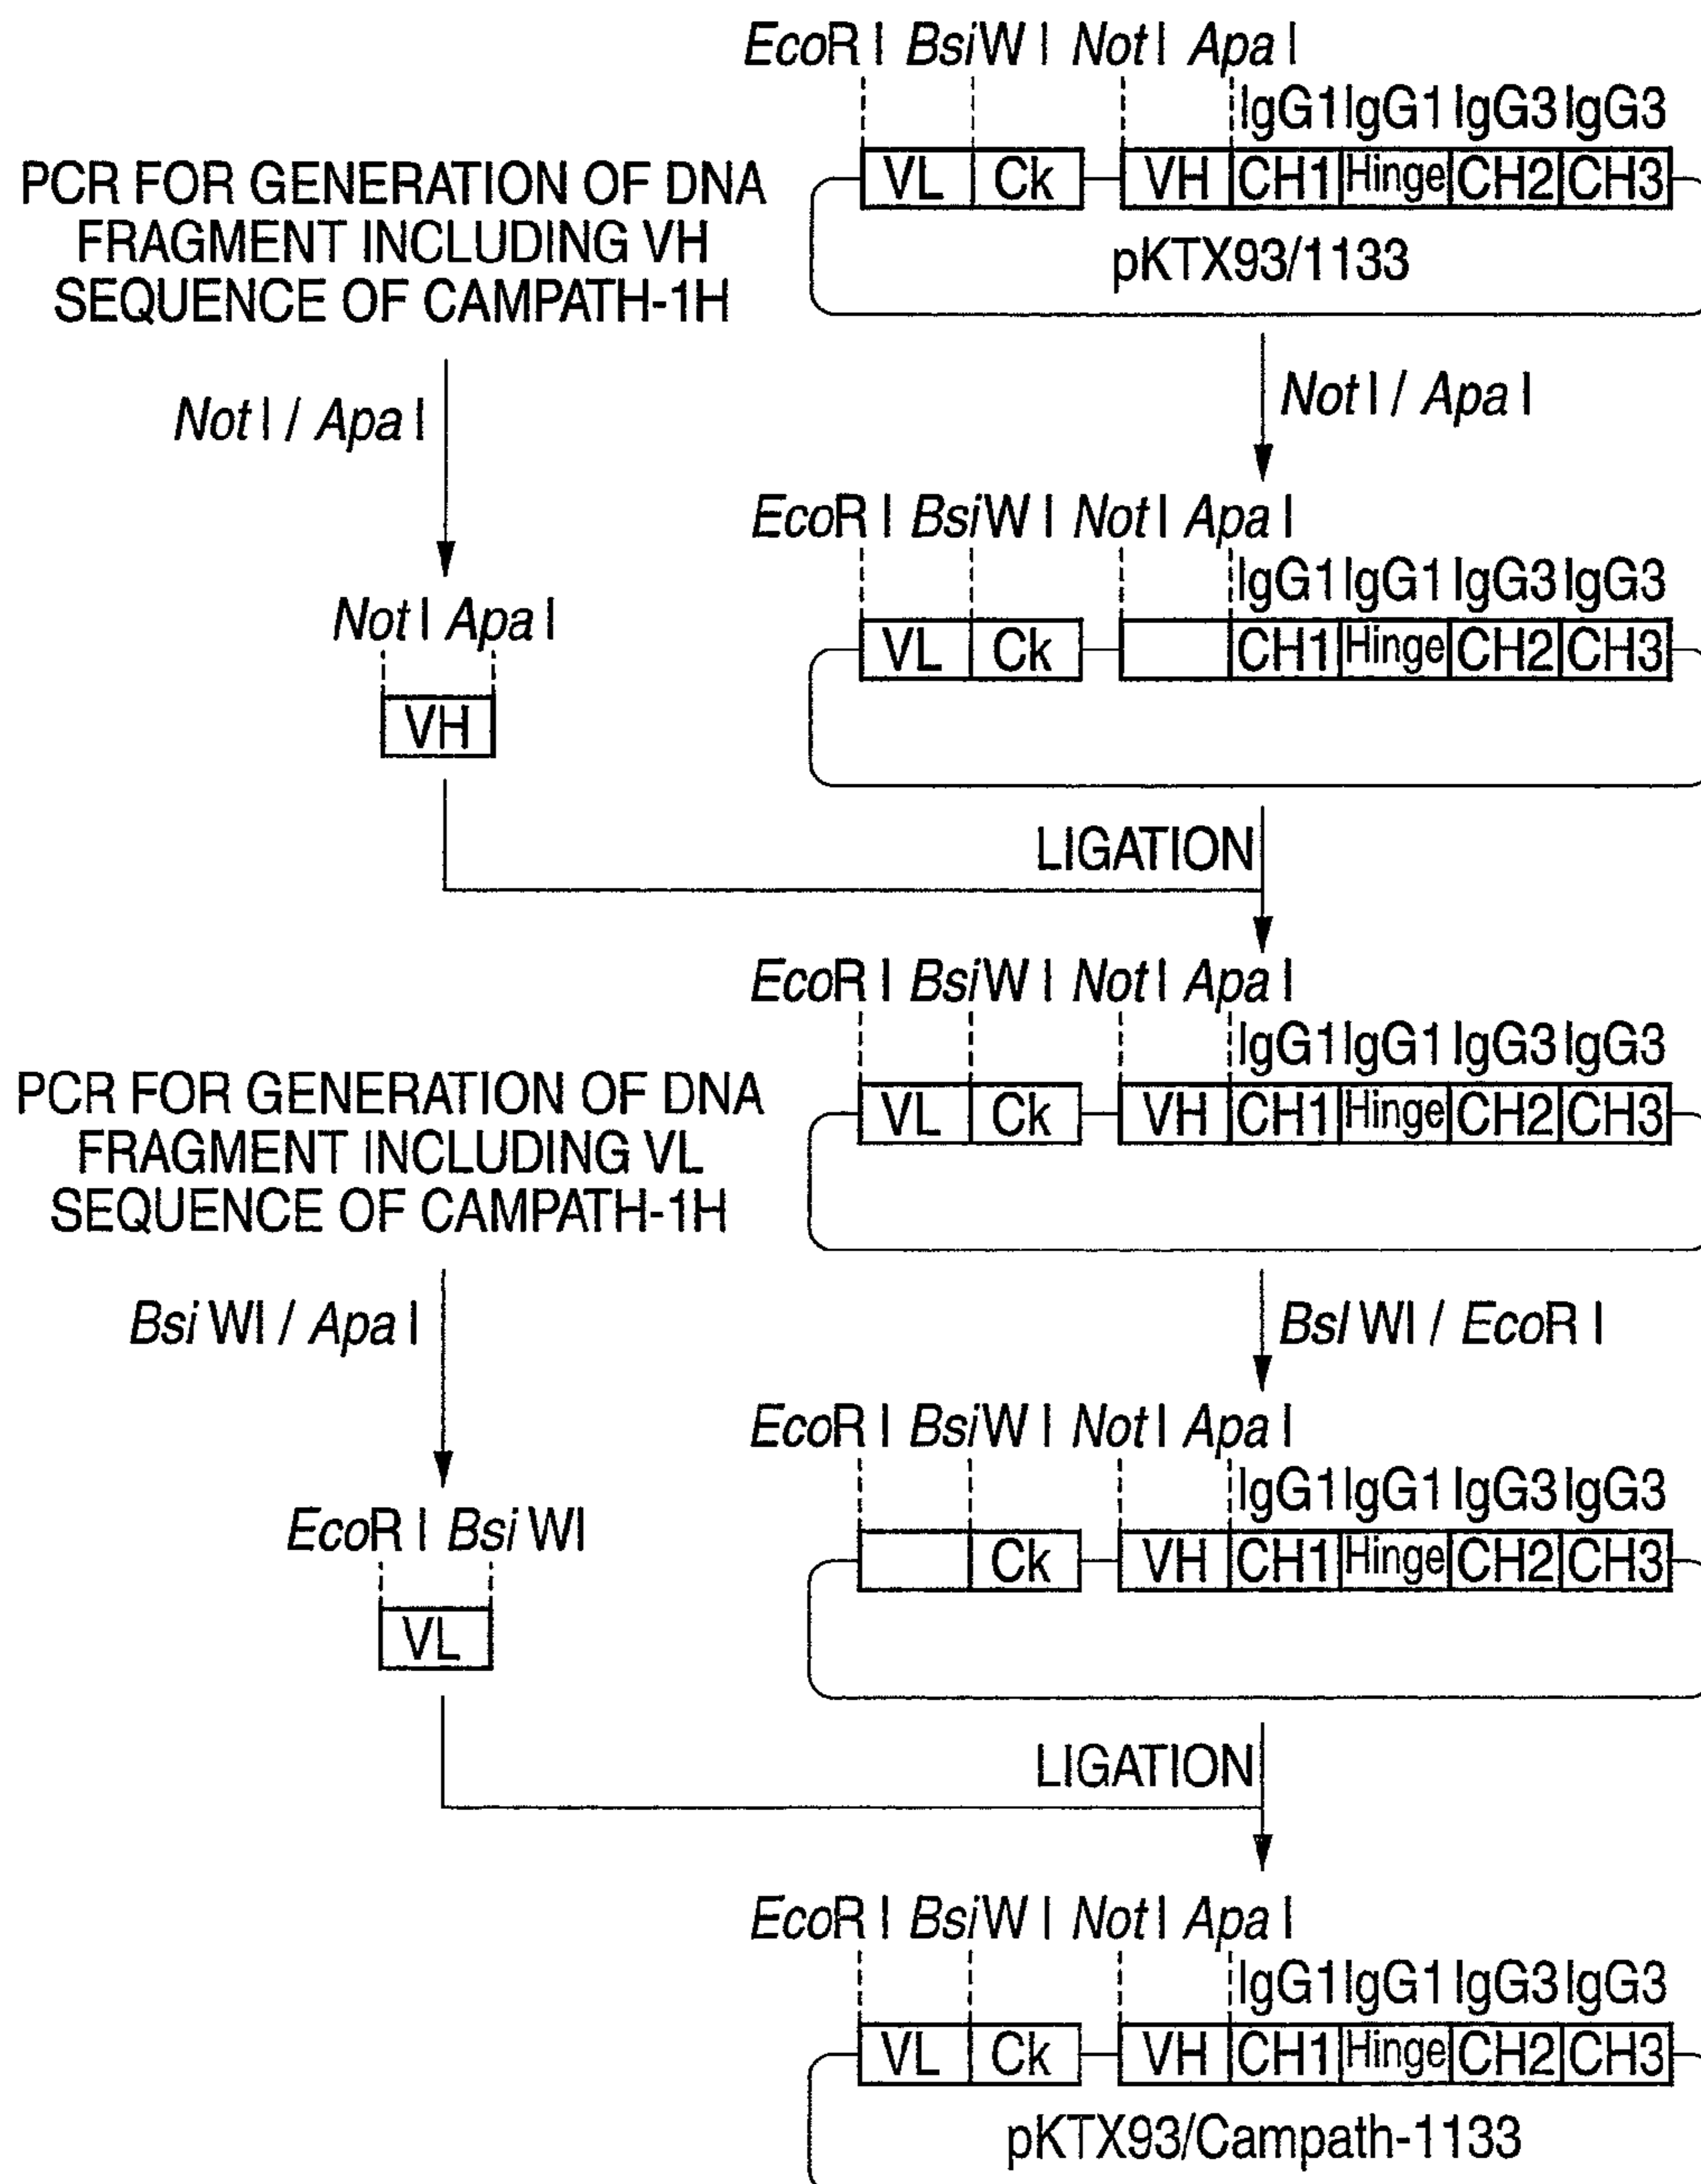 EcoR I BsiW I Not I Apa I
IgG1 IgG1 IgG3 IgG3
VL Ck VH CH1 Hinge CH2 CH3
pKTX93/1133
PCR FOR GENERATION OF DNA
FRAGMENT INCLUDING VH
SEQUENCE OF CAMPATH-1H
Not I / Apa I
Not I / Apa I
Not I Apa I
VH
EcoR I BsiW I Not I Apa I
IgG1 IgG1 IgG3 IgG3
VL Ck CH1 Hinge CH2 CH3
LIGATION
EcoR I BsiW I Not I Apa I
IgG1 IgG1 IgG3 IgG3
VL Ck VH CH1 Hinge CH2 CH3
PCR FOR GENERATION OF DNA
FRAGMENT INCLUDING VL
SEQUENCE OF CAMPATH-1H
Bsi WI / Apa I
BsI WI / EcoR I
EcoR I Bsi WI
VL
EcoR I BsiW I Not I Apa I
IgG1 IgG1 IgG3 IgG3
Ck VH CH1 Hinge CH2 CH3
LIGATION
EcoR I BsiW I Not I Apa I
IgG1 IgG1 IgG3 IgG3
VL Ck VH CH1 Hinge CH2 CH3
pKTX93/Campath-1133